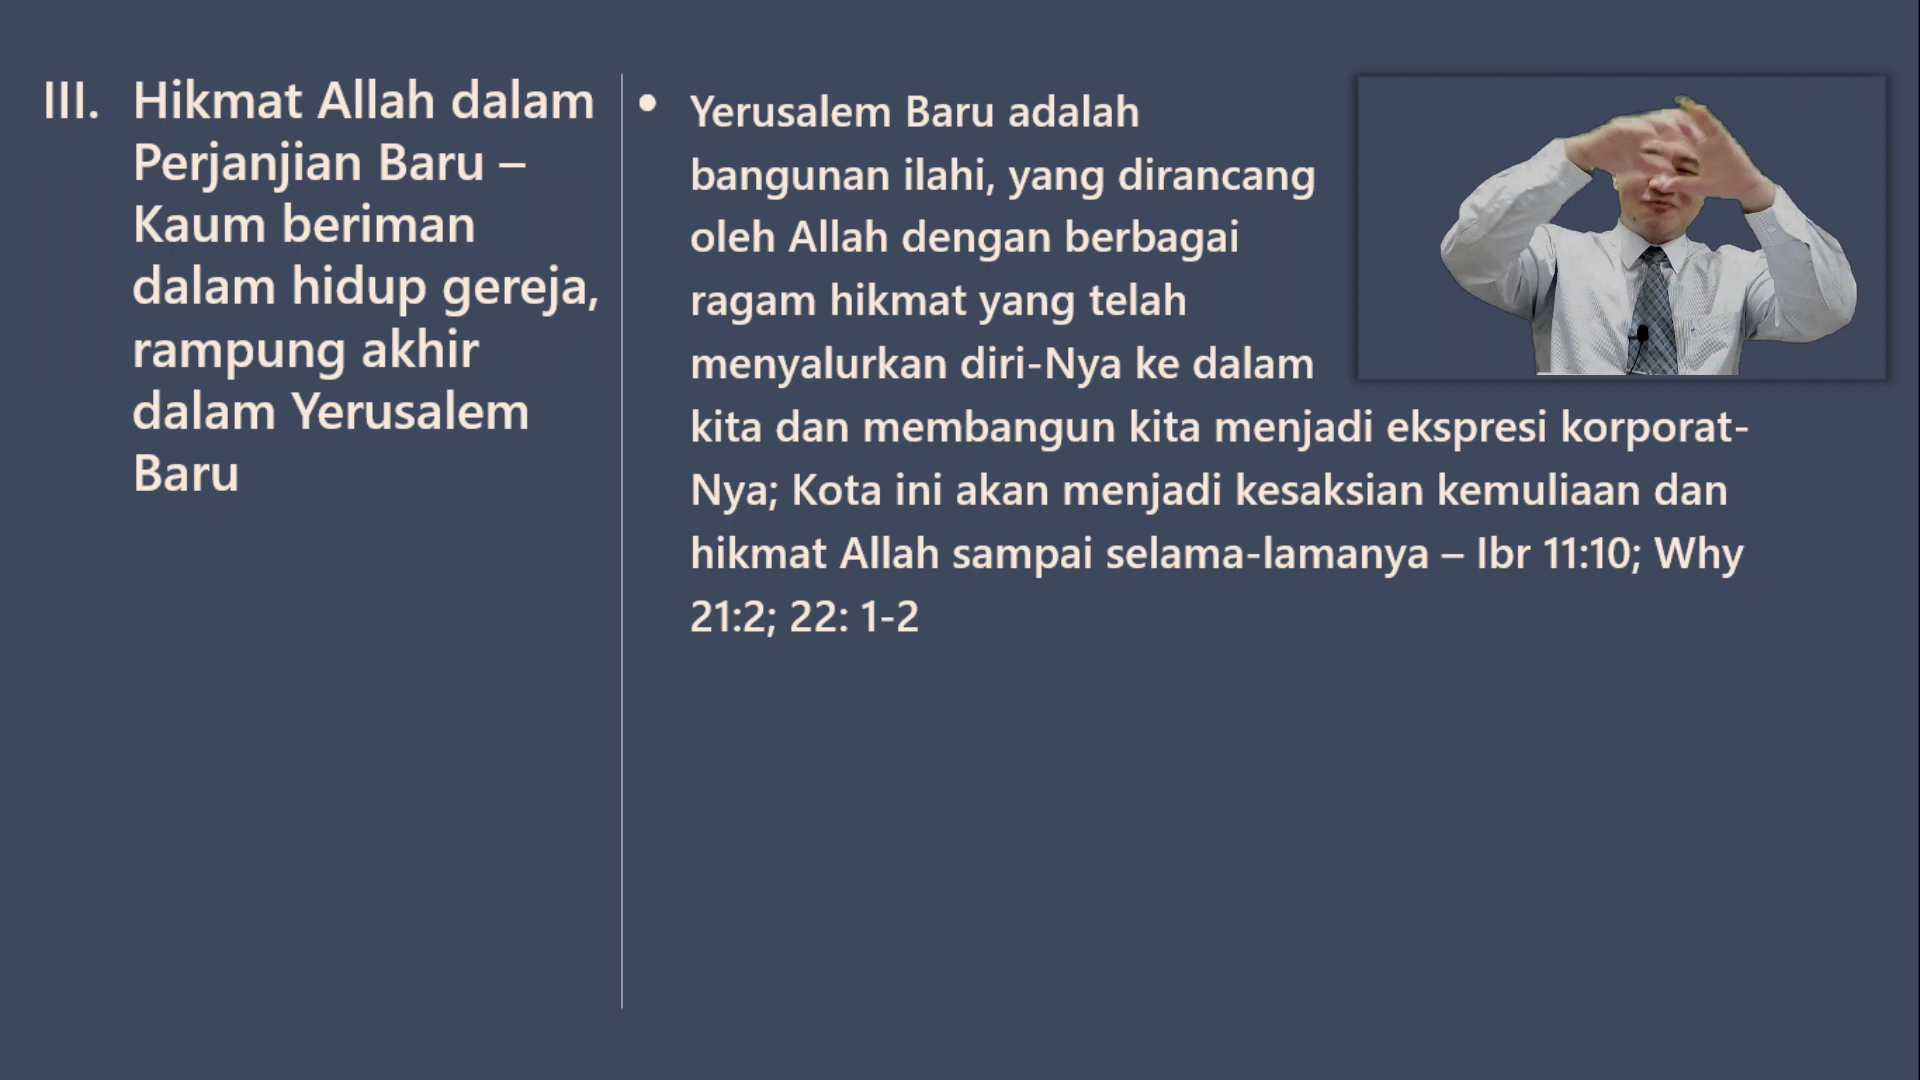 III. Hikmat Allah dalam
Perjanjian Baru –
Kaum beriman
dalam hidup gereja,
rampung akhir
dalam Yerusalem
Baru
• Yerusalem Baru adalah
bangunan ilahi, yang dirancang
oleh Allah dengan berbagai
ragam hikmat yang telah
menyalurkan diri-Nya ke dalam
kita dan membangun kita menjadi ekspresi korporat-
Nya; Kota ini akan menjadi kesaksian kemuliaan dan
hikmat Allah sampai selama-lamanya – Ibr 11:10; Why
21:2; 22: 1-2